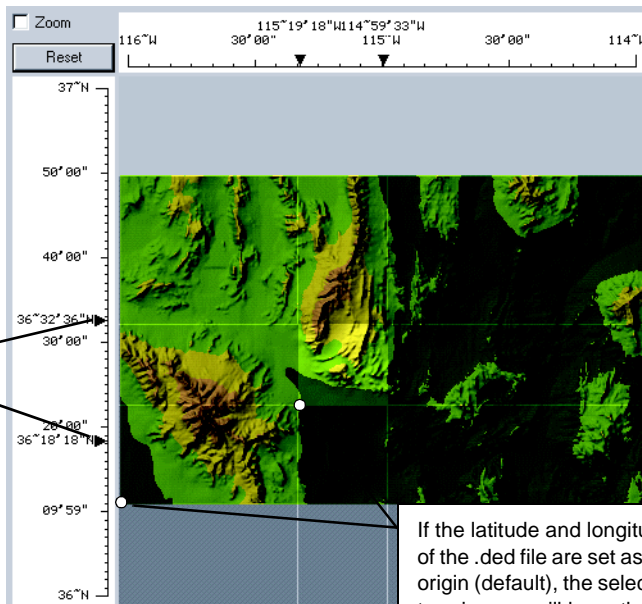 Zoom
Reset
115~19'18"W114~59'33"W
116~W 30'00" 115~W 30'00" 114~W
37~N
50'00"
40'00"
36~32'36"N
30'00"
20'00"
36~18'18"N
09'59"
36~N
If the latitude and longitu
of the .ded file are set as
origin (default), the selec